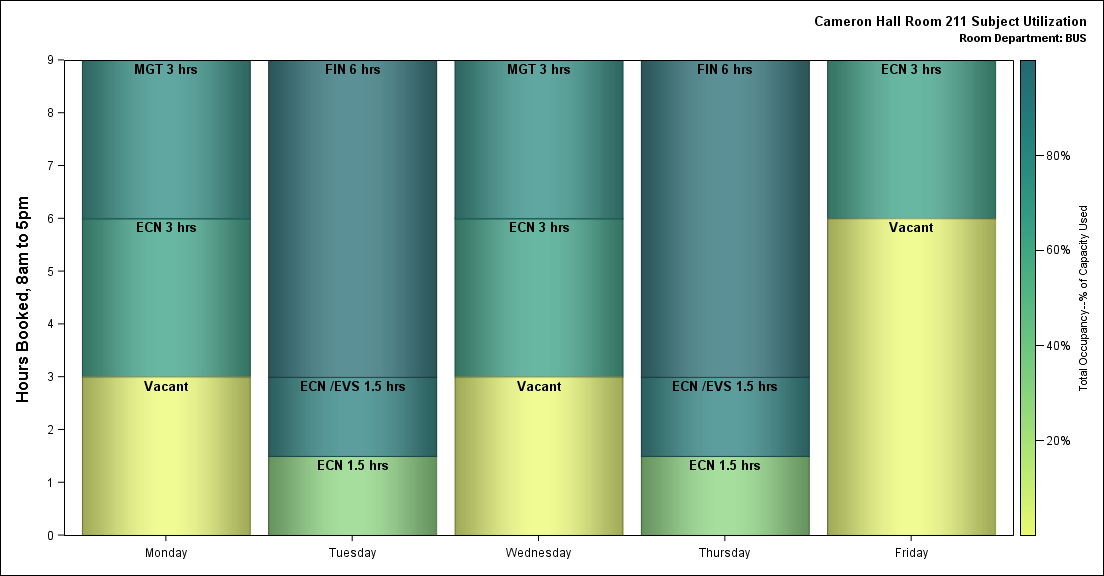 Cameron Hall Room 211 Subject Utilization
Room Department: BUS
Hours Booked, 8am to 5pm
9
8
7
6
5
4
3
2
1
0
MGT 3 hrs
ECN 3 hrs
Vacant
FIN 6 hrs
ECN /EVS 1.5 hrs
ECN 1.5 hrs
MGT 3 hrs
ECN 3 hrs
Vacant
FIN 6 hrs
ECN /EVS 1.5 hrs
ECN 1.5 hrs
ECN 3 hrs
Vacant
Monday
Tuesday
Wednesday
Thursday
Friday
80%
60%
40%
20%
Total Occupancy--% of Capacity Used